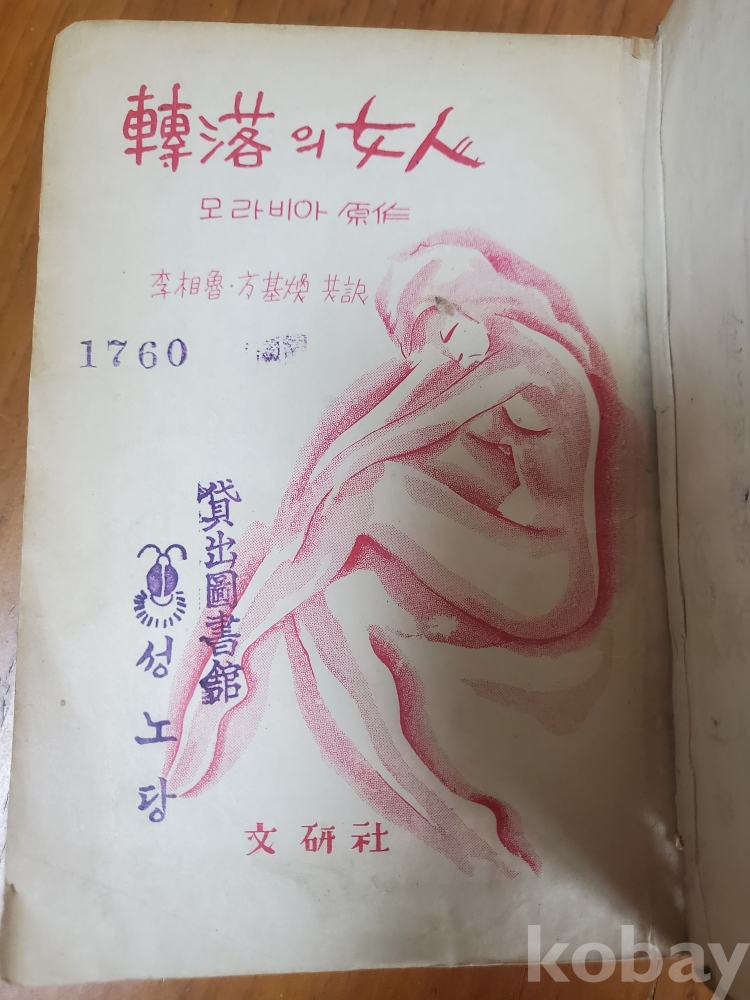 轉落의 女人
모라비아 原作
李相魯·方基煥 共訳
1760
貸出圖書館
성노당
文硏社
kobay